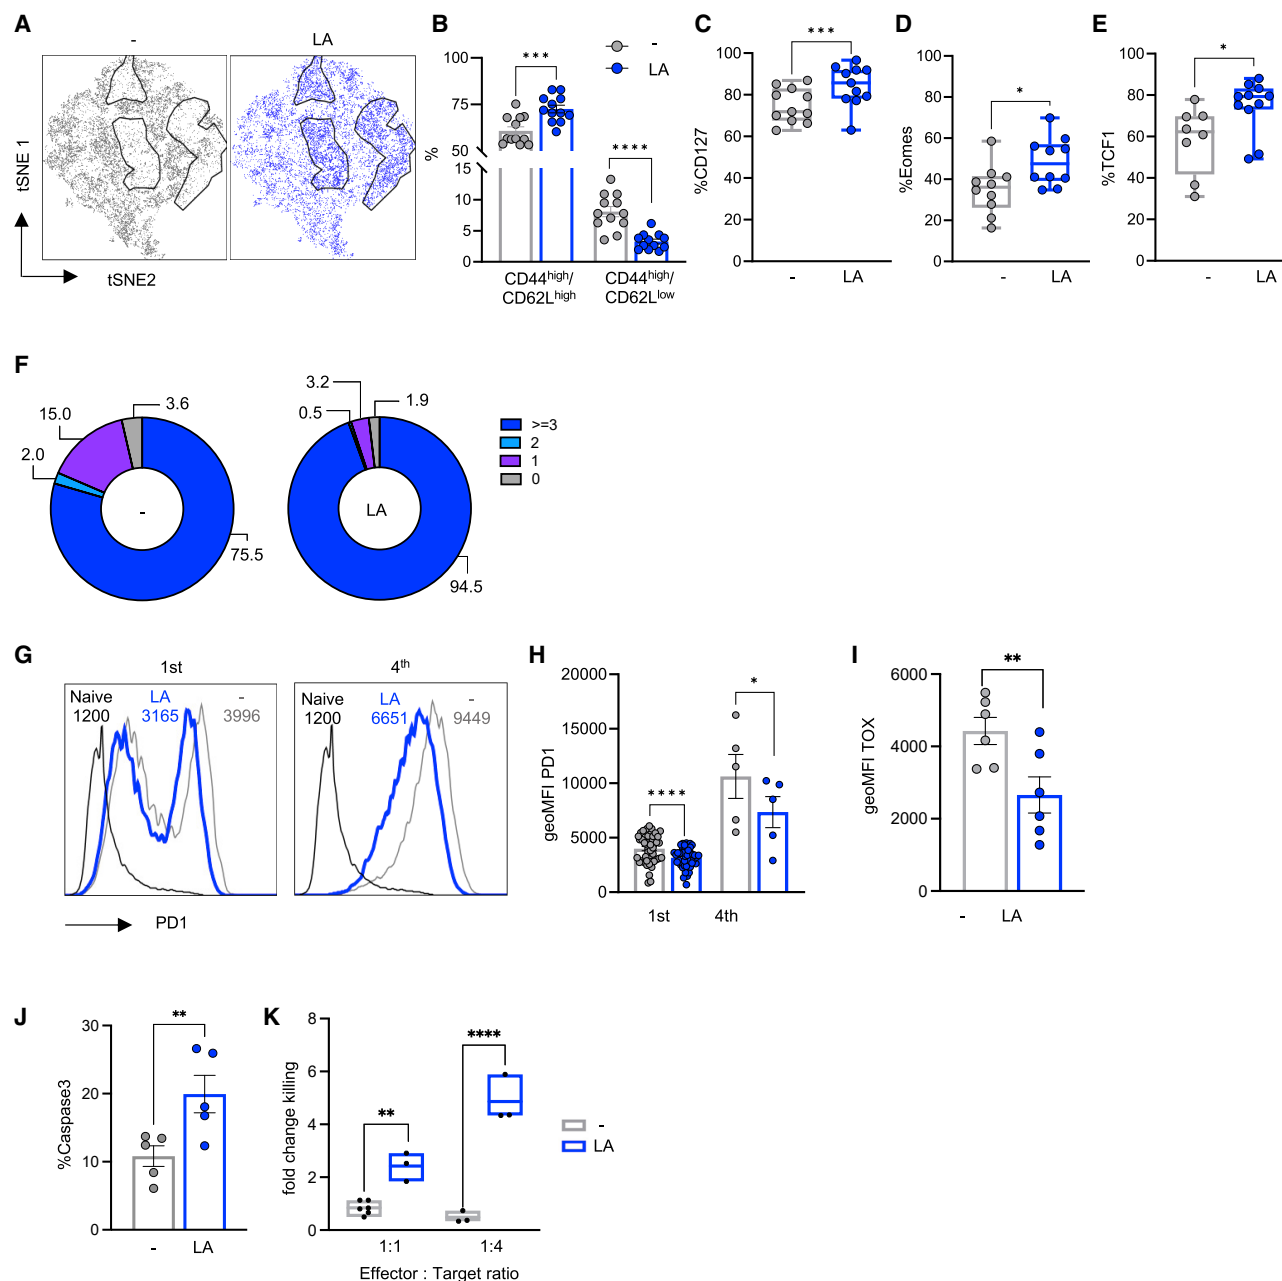 A
-
LA
tSNE 1
tSNE2
B
-
LA
%
100
75
50
15
10
5
0
***
****
CD44high/
CD62Lhigh
CD44high/
CD62Llow
C
%CD127
100
80
60
40
20
0
***
-
LA
D
%Eomes
100
80
60
40
20
0
*
-
LA
E
%TCF1
100
80
60
40
20
0
*
-
LA
F
15.0
3.6
2.0
-
75.5
3.2
0.5
1.9
LA
94.5
>=3
2
1
0
G
1st
Naive
1200
LA
3165
-
3996
4th
Naive
1200
LA
6651
-
9449
PD1
H
geoMFI PD1
20000
15000
10000
5000
0
****
*
1st
4th
I
geoMFI TOX
6000
4000
2000
0
**
-
LA
J
%Caspase3
30
20
10
0
**
-
LA
K
fold change killing
8
6
4
2
0
**
****
-
LA
1:1
1:4
Effector : Target ratio